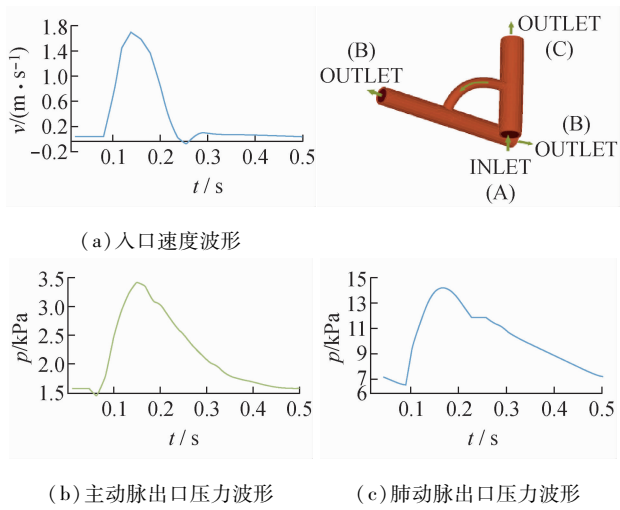 1.8
1.4
1.0
0.6
0.2
−0.2
v/(m·s⁻¹)
0.1 0.2 0.3 0.4 0.5
t / s
OUTLET
(C)
(B)
OUTLET
(B)
OUTLET
INLET
(A)
(a)入口速度波形
3.5
3.0
2.5
2.0
1.5
p/kPa
0.1 0.2 0.3 0.4 0.5
t / s
15
13
11
9
7
6
p/kPa
0.1 0.2 0.3 0.4 0.5
t / s
(b)主动脉出口压力波形
(c)肺动脉出口压力波形